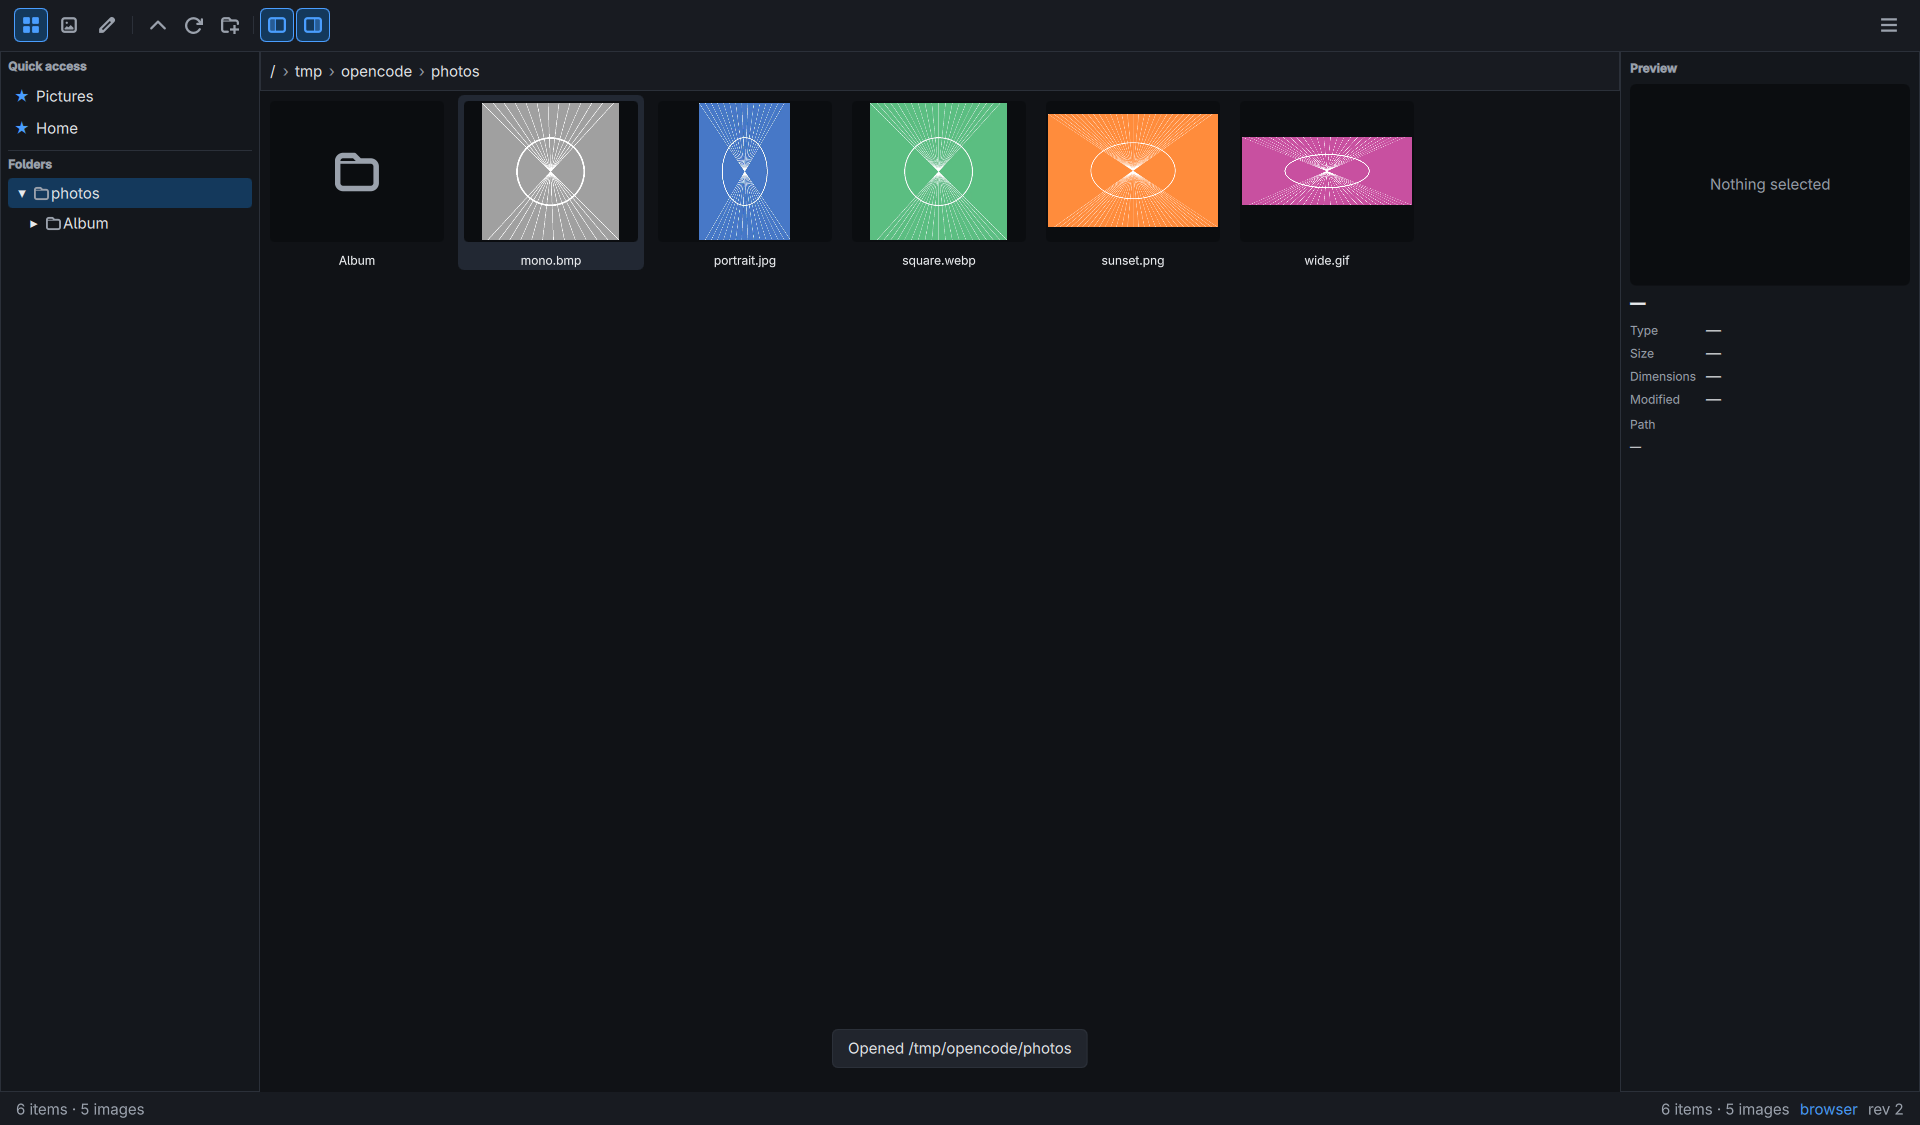 Quick access
Pictures
Home
Folders
photos
Album
/ › tmp › opencode › photos
Album
mono.bmp
portrait.jpg
square.webp
sunset.png
wide.gif
Opened /tmp/opencode/photos
Preview
Nothing selected
—
Type —
Size —
Dimensions —
Modified —
Path
—
6 items · 5 images
6 items · 5 images browser rev 2